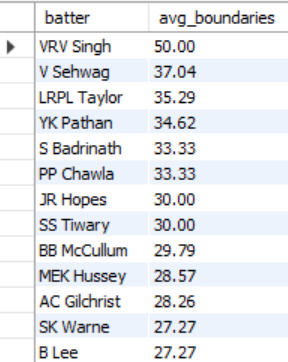 batter avg_boundaries
VRV Singh 50.00
V Sehwag 37.04
LRPL Taylor 35.29
YK Pathan 34.62
S Badrinath 33.33
PP Chawla 33.33
JR Hopes 30.00
SS Tiwary 30.00
BB McCullum 29.79
MEK Hussey 28.57
AC Gilchrist 28.26
SK Warne 27.27
B Lee 27.27